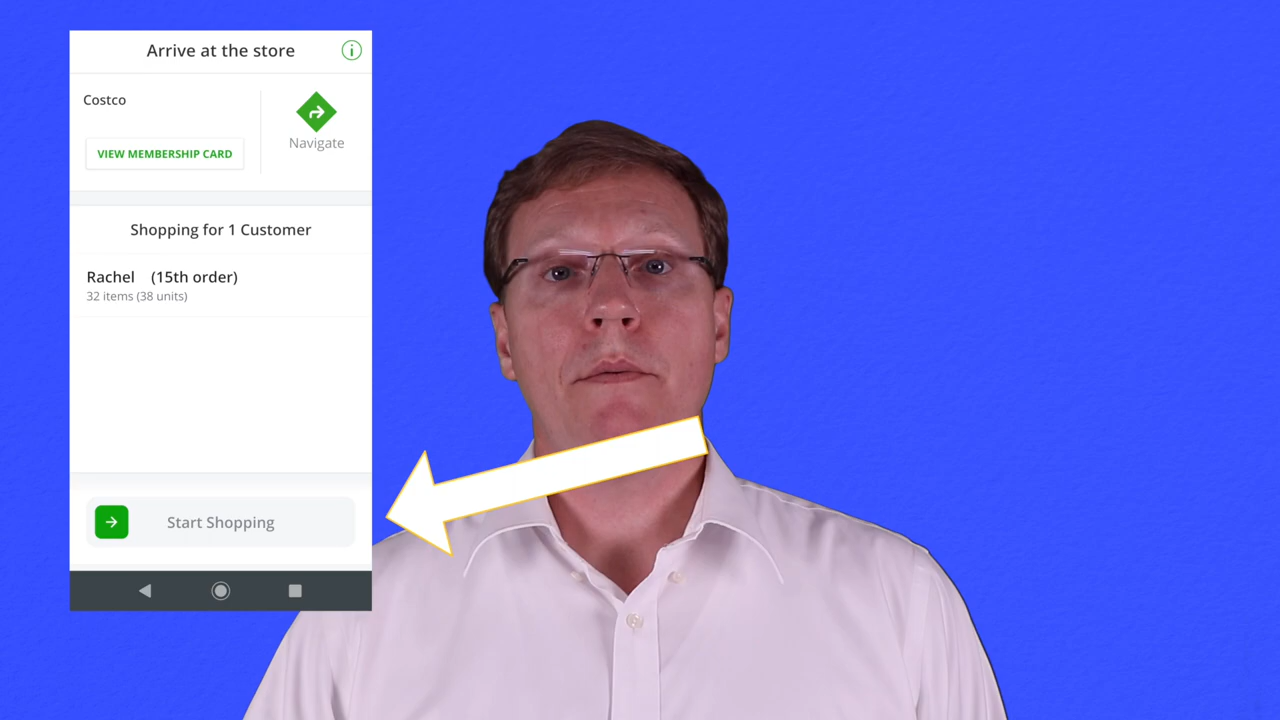 Arrive at the store
Costco
VIEW MEMBERSHIP CARD
Navigate
Shopping for 1 Customer
Rachel (15th order)
32 items (38 units)
Start Shopping